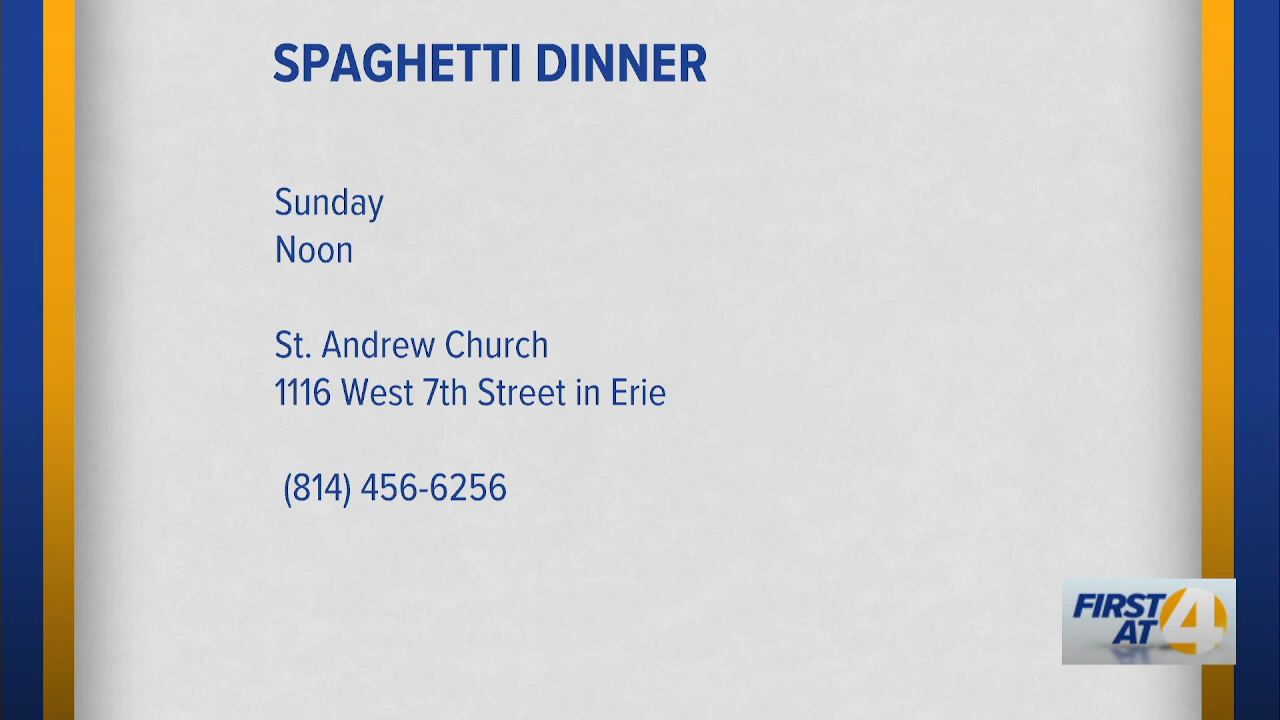 SPAGHETTI DINNER
Sunday
Noon
St. Andrew Church
1116 West 7th Street in Erie
(814) 456-6256
FIRST
AT 4